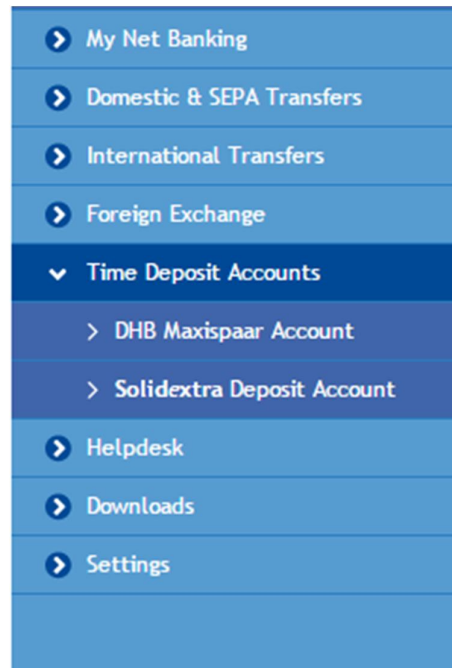 My Net Banking
Domestic & SEPA Transfers
International Transfers
Foreign Exchange
Time Deposit Accounts
DHB Maxispaar Account
Solidextra Deposit Account
Helpdesk
Downloads
Settings